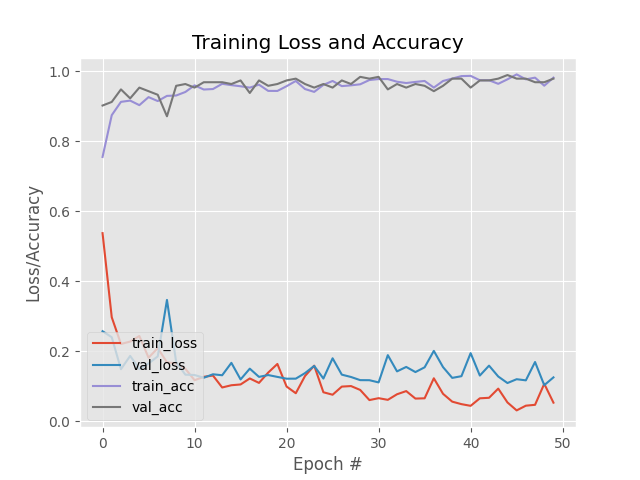 Training Loss and Accuracy
1.0
0.8
0.6
0.4
0.2
0.0
Loss/Accuracy
train_loss
val_loss
train_acc
val_acc
0 10 20 30 40 50
Epoch #